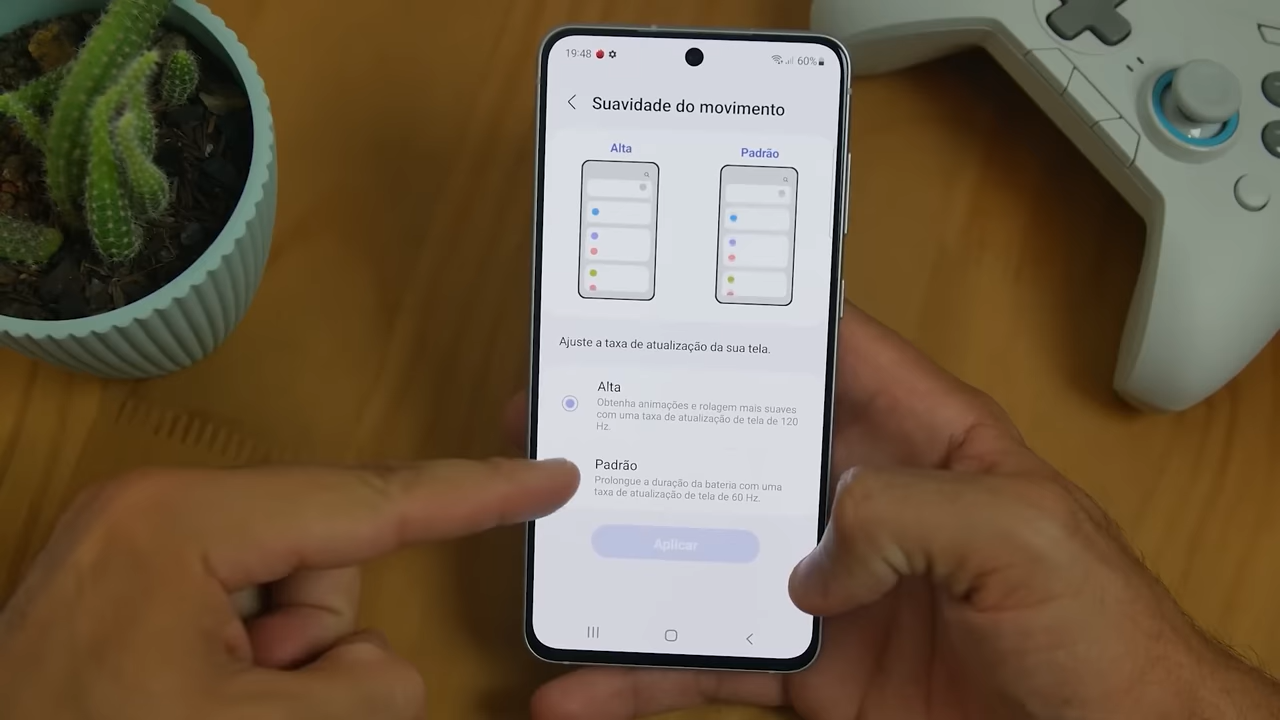 19:48
60%
Suavidade do movimento
Alta
Padrão
Ajuste a taxa de atualização da sua tela.
Alta
Obtenha animações e rolagem mais suaves
com uma taxa de atualização de tela de 120
Hz.
Padrão
Prolongue a duração da bateria com uma
taxa de atualização de tela de 60 Hz.
Aplicar